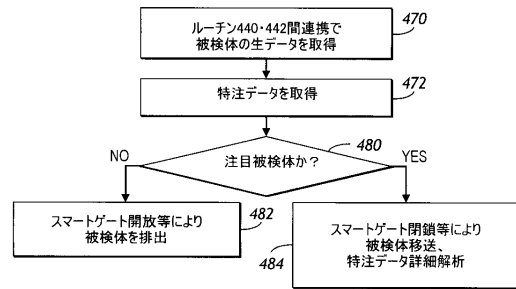 ルーチン440・442間連携で
被検体の生データを取得
470
特注データを取得
472
注目被検体か?
480
NO
YES
スマートゲート開放等により
被検体を排出
482
スマートゲート閉鎖等により
被検体移送、
特注データ詳細解析
484